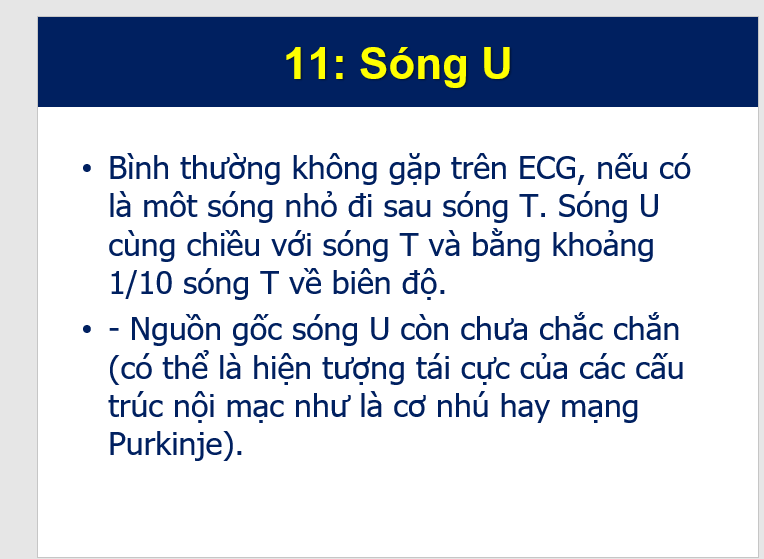 11: Sóng U
• Bình thường không gặp trên ECG, nếu có
là môt sóng nhỏ đi sau sóng T. Sóng U
cùng chiều với sóng T và bằng khoảng
1/10 sóng T về biên độ.
• - Nguồn gốc sóng U còn chưa chắc chắn
(có thể là hiện tượng tái cực của các cấu
trúc nội mạc như là cơ nhú hay mạng
Purkinje).